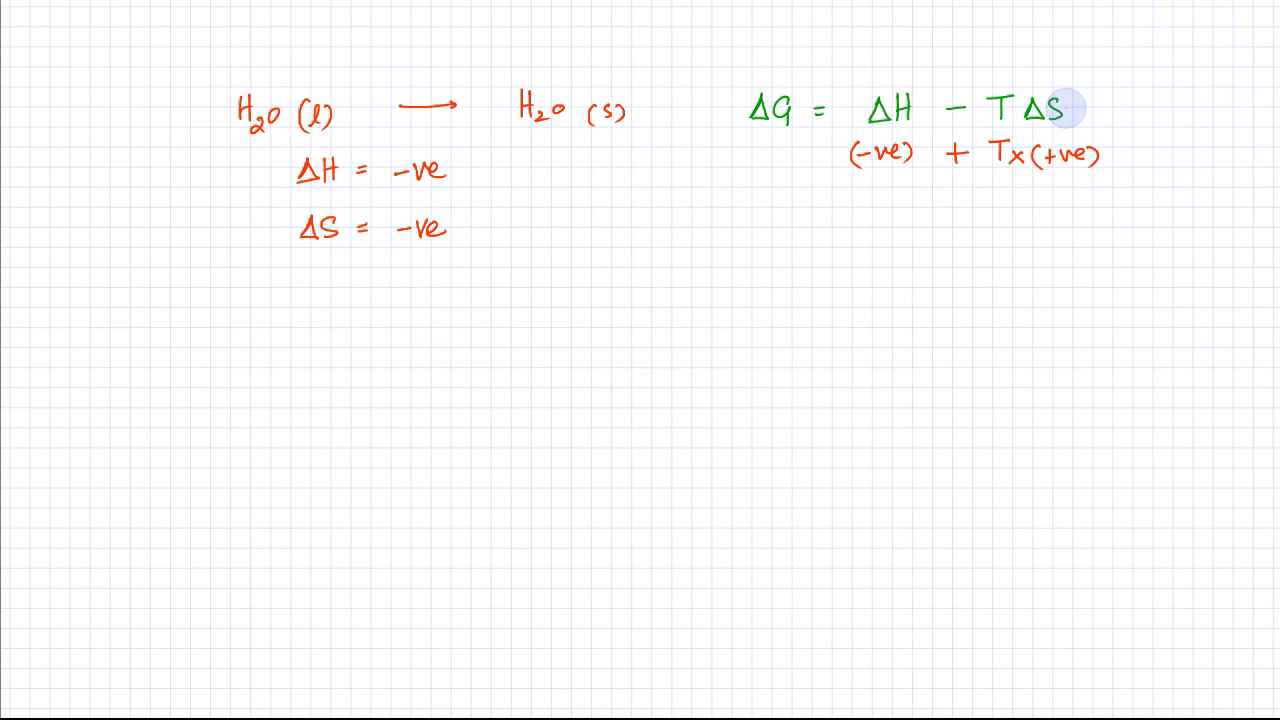 H₂O (l) ⟶ H₂O (s)
ΔH = -ve
ΔS = -ve
ΔG = ΔH - TΔS
(-ve) + T×(+ve)